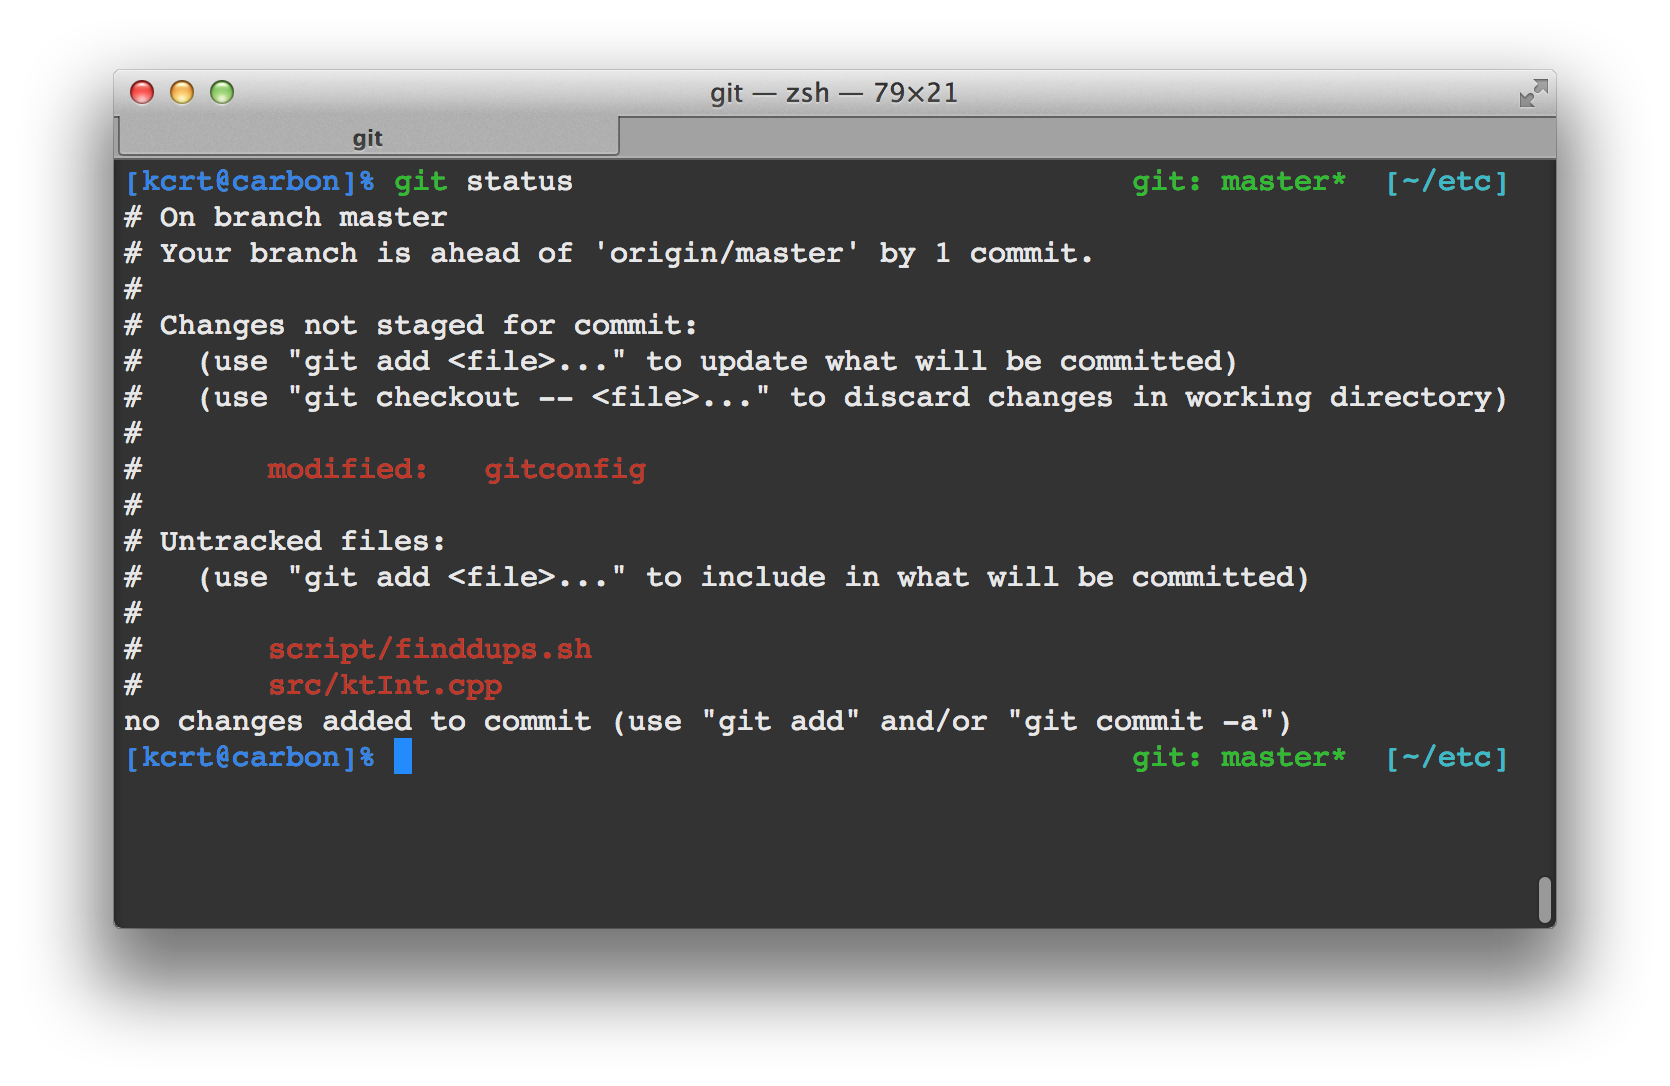 git — zsh — 79×21
git
[kcrt@carbon]% git status git: master* [~/etc]
# On branch master
# Your branch is ahead of 'origin/master' by 1 commit.
#
# Changes not staged for commit:
#   (use "git add <file>..." to update what will be committed)
#   (use "git checkout -- <file>..." to discard changes in working directory)
#
#       modified:   gitconfig
#
# Untracked files:
#   (use "git add <file>..." to include in what will be committed)
#
#       script/finddups.sh
#       src/ktInt.cpp
no changes added to commit (use "git add" and/or "git commit -a")
[kcrt@carbon]% git: master* [~/etc]